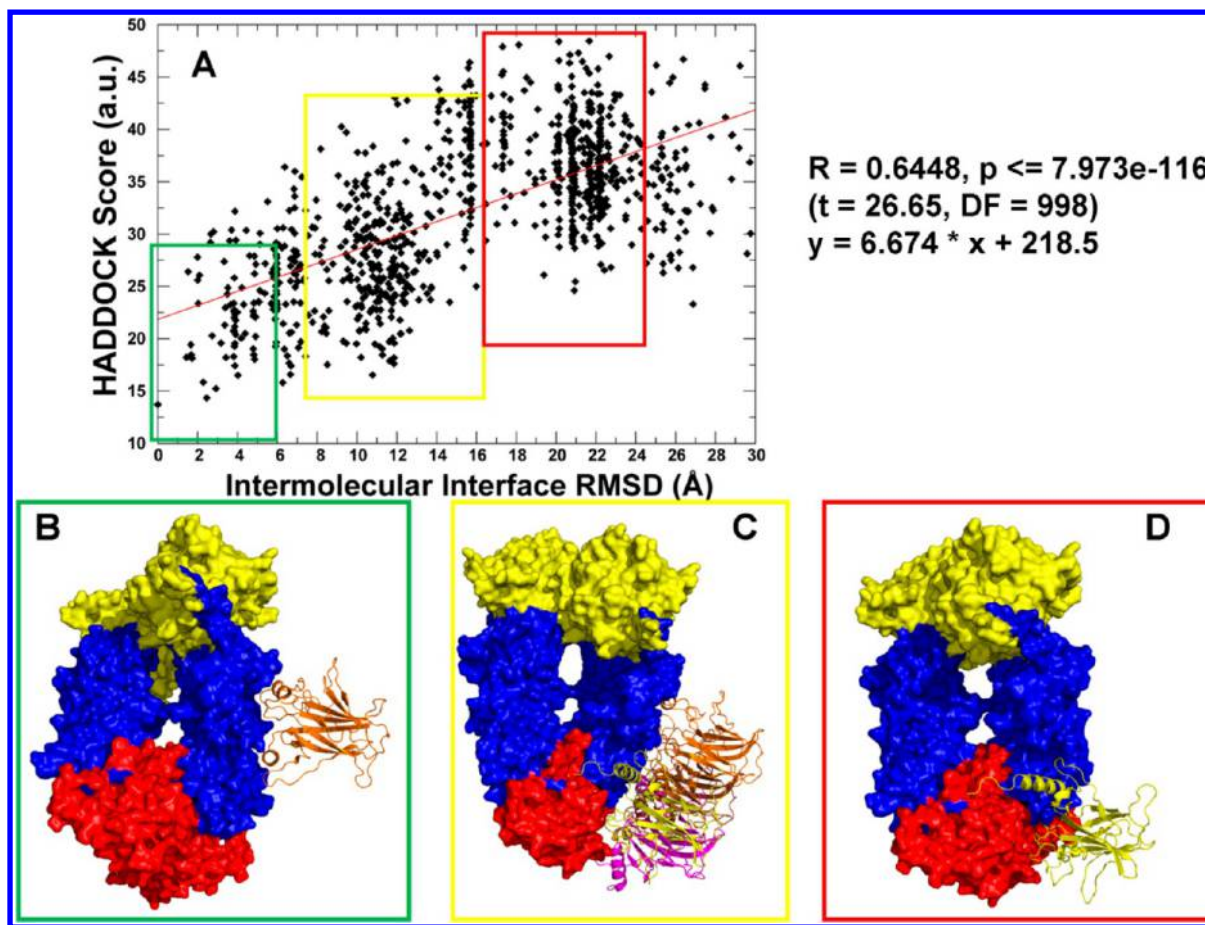 A
HADDOCK Score (a.u.)
50
45
40
35
30
25
20
15
10
0 2 4 6 8 10 12 14 16 18 20 22 24 26 28 30
Intermolecular Interface RMSD (Å)
R = 0.6448, p <= 7.973e-116
(t = 26.65, DF = 998)
y = 6.674 * x + 218.5
B
C
D